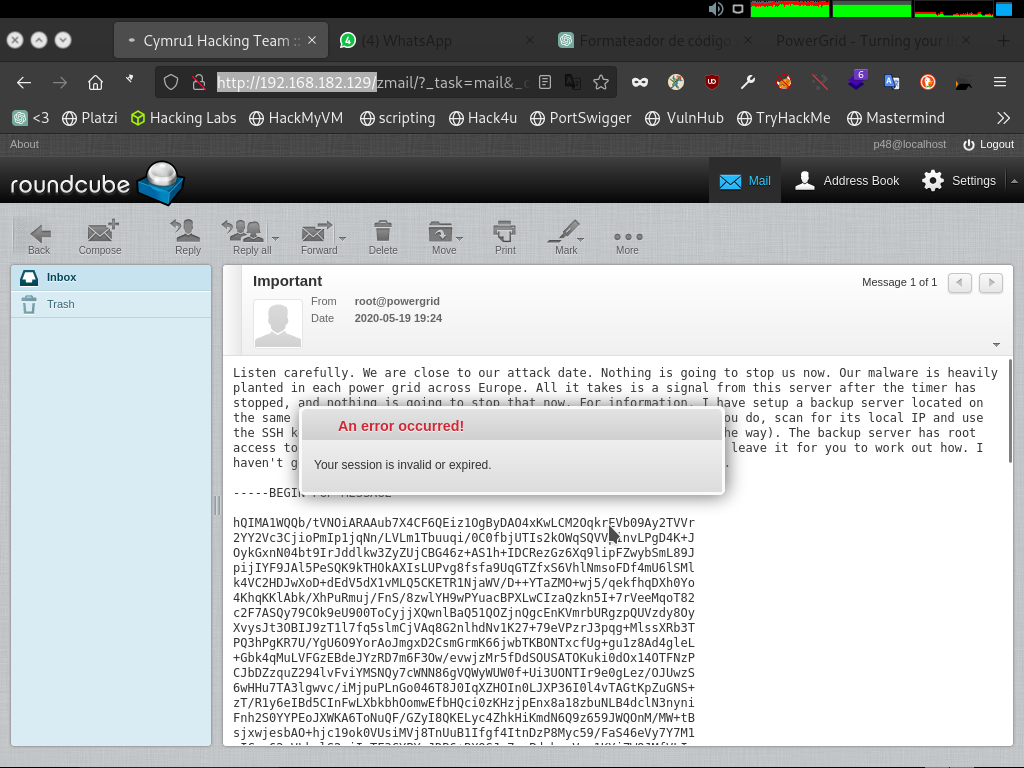 Cymru1 Hacking Team ::
(4) WhatsApp
Formateador de código
PowerGrid – Turning your
http://192.168.182.129/zmail/?_task=mail&_
6
<3
Platzi
Hacking Labs
HackMyVM
scripting
Hack4u
PortSwigger
VulnHub
TryHackMe
Mastermind
About
p48@localhost
Logout
roundcube
Mail
Address Book
Settings
Back
Compose
Reply
Reply all
Forward
Delete
Move
Print
Mark
More
Inbox
Trash
Important
Message 1 of 1
From root@powergrid
Date 2020-05-19 19:24
Listen carefully. We are close to our attack date. Nothing is going to stop us now. Our malware is heavily
planted in each power grid across Europe. All it takes is a signal from this server after the timer has
stopped, and nothing is going to stop that now. For information, I have setup a backup server located on
the same you do, scan for its local IP and use
the SSH the way). The backup server has root
access to leave it for you to work out how. I
haven't
An error occurred!
Your session is invalid or expired.
-----BEGIN PGP MESSAGE
hQIMA1WQQb/tVNOiARAAub7X4CF6QEiz1OgByDAO4xKwLCM2OqkrEVb09Ay2TVVr
2YY2Vc3CjioPmIp1jqNn/LVLm1Tbuuqi/0C0fbjUTIs2kOWqSQVV invLPgD4K+J
OykGxnN04bt9IrJddlkw3ZyZUjCBG46z+AS1h+IDCRezGz6Xq9lipFZwybSmL89J
pijIYF9JAl5PeSQK9kTHOkAXIsLUPvg8fsfa9UqGTZfxS6VhlNmsoFDf4mU6lSMl
k4VC2HDJwXoD+dEdV5dX1vMLQ5CKETR1NjaWV/D++YTaZMO+wj5/qekfhqDXh0Yo
4KhqKKlAbk/XhPuRmuj/FnS/8zwlYH9wPYuacBPXLwCIzaQzkn5I+7rVeeMqoT82
c2F7ASQy79COk9eU900ToCyjjXQwnlBaQ51QOZjnQgcEnKVmrbURgzpQUVzdy8Oy
XvysJt3OBIJ9zT1l7fq5slmCjVAq8G2nlhdNv1K27+79eVPzrJ3pqg+MlssXRb3T
PQ3hPgKR7U/YgU6O9YorAoJmgxD2CsmGrmK66jwbTKBONTxcfUg+gu1z8Ad4gleL
+Gbk4qMuLVFGzEBdeJYzRD7m6F3Ow/evwjzMr5fDdSOUSATOKuki0dOx14OTFNzP
CJbDZzquZ294lvFviYMSNQy7cWNN86gVQWyWUW0f+Ui3UONTIr9e0gLez/OJUwzS
6wHHu7TA3lgwvc/iMjpuPLnGo046T8J0IqXZHOIn0LJXP36I0l4vTAGtKpZuGNS+
zT/R1y6eIBd5CInFwLXbkbhOomwEfbHQci0zKHzjpEnx8a18zbuNLB4dclN3nyni
Fnh2S0YYPEoJXWKA6ToNuQF/GZyI8QKELyc4ZhkHiKmdN6Q9z659JWQOnM/MW+tB
sjxwjesbAO+hjc19ok0VUsiMVj8TnUuB1Ifgf4ItnDzP8Myc59/FaS46eVy7Y7M1